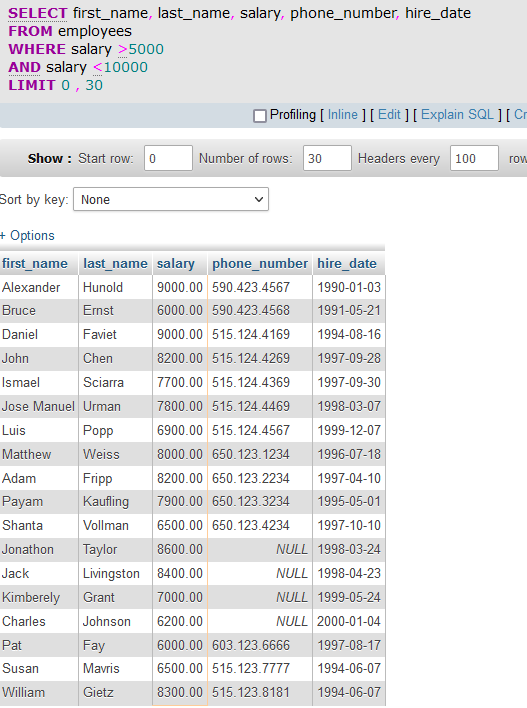 SELECT first_name, last_name, salary, phone_number, hire_date
FROM employees
WHERE salary >5000
AND salary <10000
LIMIT 0 , 30
Profiling [ Inline ] [ Edit ] [ Explain SQL ] [ Cr
Show : Start row: 0 Number of rows: 30 Headers every 100 row
Sort by key: None
+ Options
first_name last_name salary phone_number hire_date
Alexander Hunold 9000.00 590.423.4567 1990-01-03
Bruce Ernst 6000.00 590.423.4568 1991-05-21
Daniel Faviet 9000.00 515.124.4169 1994-08-16
John Chen 8200.00 515.124.4269 1997-09-28
Ismael Sciarra 7700.00 515.124.4369 1997-09-30
Jose Manuel Urman 7800.00 515.124.4469 1998-03-07
Luis Popp 6900.00 515.124.4567 1999-12-07
Matthew Weiss 8000.00 650.123.1234 1996-07-18
Adam Fripp 8200.00 650.123.2234 1997-04-10
Payam Kaufling 7900.00 650.123.3234 1995-05-01
Shanta Vollman 6500.00 650.123.4234 1997-10-10
Jonathon Taylor 8600.00 NULL 1998-03-24
Jack Livingston 8400.00 NULL 1998-04-23
Kimberely Grant 7000.00 NULL 1999-05-24
Charles Johnson 6200.00 NULL 2000-01-04
Pat Fay 6000.00 603.123.6666 1997-08-17
Susan Mavris 6500.00 515.123.7777 1994-06-07
William Gietz 8300.00 515.123.8181 1994-06-07